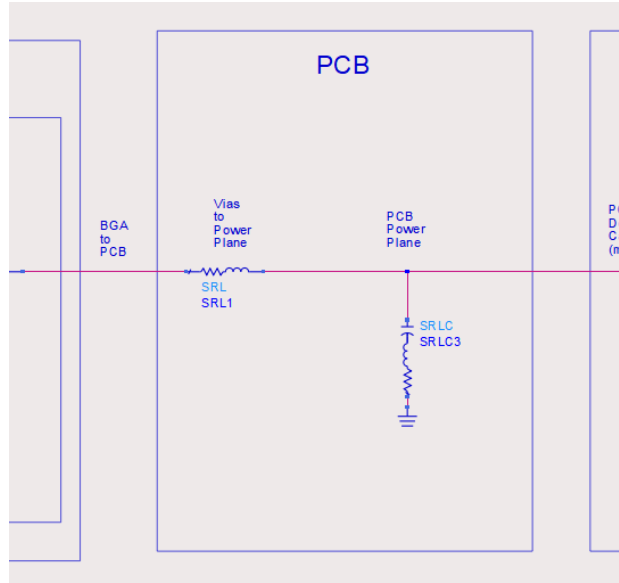 PCB
BGA
to
PCB
Vias
to
Power
Plane
PCB
Power
Plane
SRL
SRL1
SRLC
SRLC3